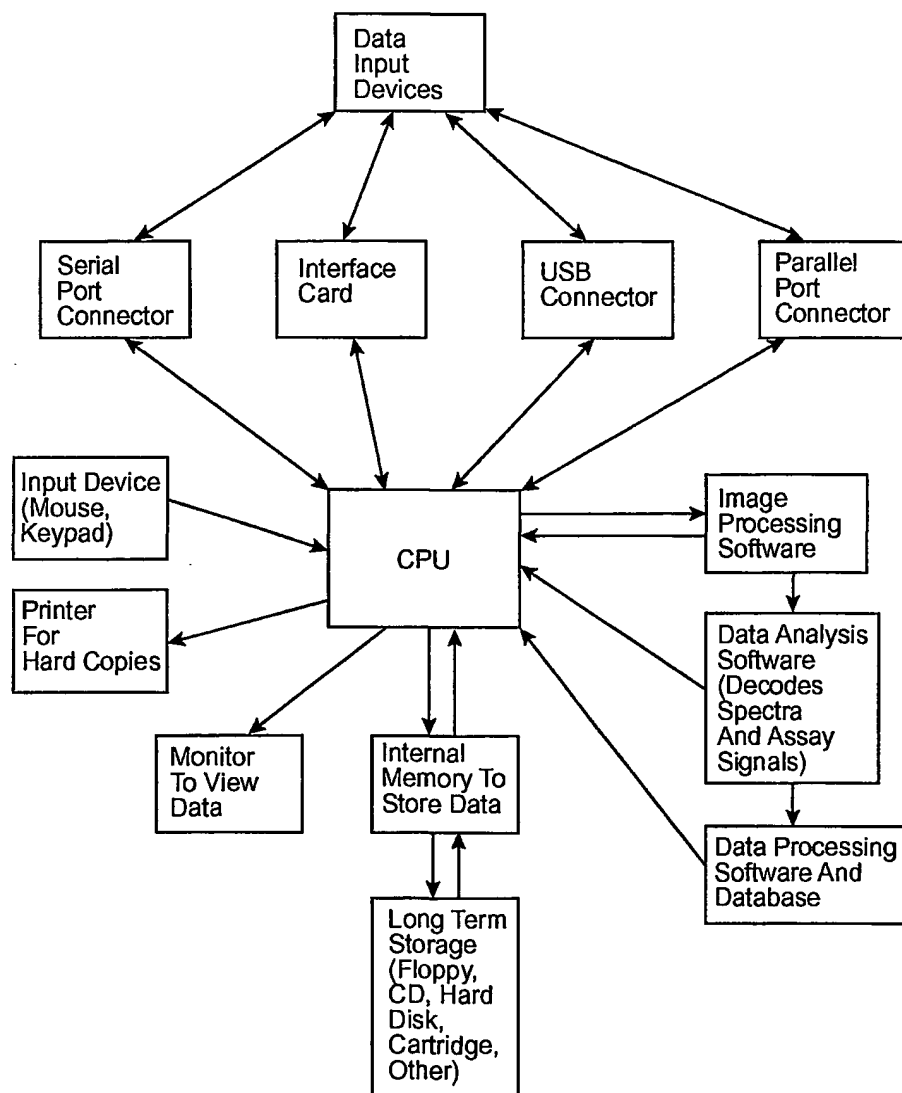 Data
Input
Devices
Serial
Port
Connector
Interface
Card
USB
Connector
Parallel
Port
Connector
Input Device
(Mouse,
Keypad)
CPU
Image
Processing
Software
Printer
For
Hard Copies
Data Analysis
Software
(Decodes
Spectra
And Assay
Signals)
Monitor
To View
Data
Internal
Memory To
Store Data
Data Processing
Software And
Database
Long Term
Storage
(Floppy,
CD, Hard
Disk,
Cartridge,
Other)